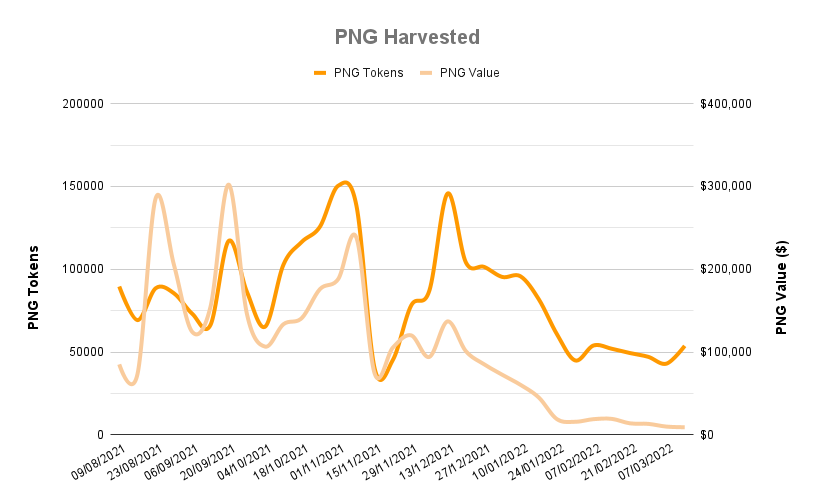 PNG Harvested
PNG Tokens PNG Value
200000 $400,000
150000 $300,000
100000 $200,000
50000 $100,000
0 $0
PNG Tokens
PNG Value ($)
09/08/2021 23/08/2021 06/09/2021 20/09/2021 04/10/2021 18/10/2021 01/11/2021 15/11/2021 29/11/2021 13/12/2021 27/12/2021 10/01/2022 24/01/2022 07/02/2022 21/02/2022 07/03/2022